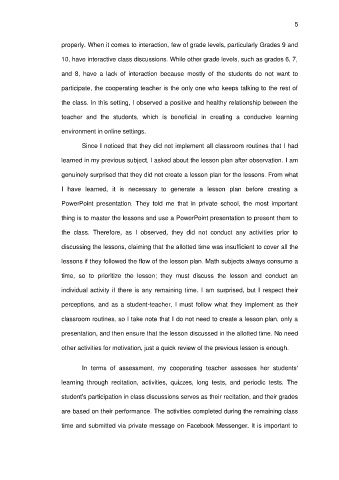 5
properly. When it comes to interaction, few of grade levels, particularly Grades 9 and
10, have interactive class discussions. While other grade levels, such as grades 6, 7,
and 8, have a lack of interaction because mostly of the students do not want to
participate, the cooperating teacher is the only one who keeps talking to the rest of
the class. In this setting, I observed a positive and healthy relationship between the
teacher and the students, which is beneficial in creating a conducive learning
environment in online settings.
Since I noticed that they did not implement all classroom routines that I had
learned in my previous subject, I asked about the lesson plan after observation. I am
genuinely surprised that they did not create a lesson plan for the lessons. From what
I have learned, it is necessary to generate a lesson plan before creating a
PowerPoint presentation. They told me that in private school, the most important
thing is to master the lessons and use a PowerPoint presentation to present them to
the class. Therefore, as I observed, they did not conduct any activities prior to
discussing the lessons, claiming that the allotted time was insufficient to cover all the
lessons if they followed the flow of the lesson plan. Math subjects always consume a
time, so to prioritize the lesson; they must discuss the lesson and conduct an
individual activity if there is any remaining time. I am surprised, but I respect their
perceptions, and as a student-teacher, I must follow what they implement as their
classroom routines, so I take note that I do not need to create a lesson plan, only a
presentation, and then ensure that the lesson discussed in the allotted time. No need
other activities for motivation, just a quick review of the previous lesson is enough.
In terms of assessment, my cooperating teacher assesses her students'
learning through recitation, activities, quizzes, long tests, and periodic tests. The
student's participation in class discussions serves as their recitation, and their grades
are based on their performance. The activities completed during the remaining class
time and submitted via private message on Facebook Messenger. It is important to